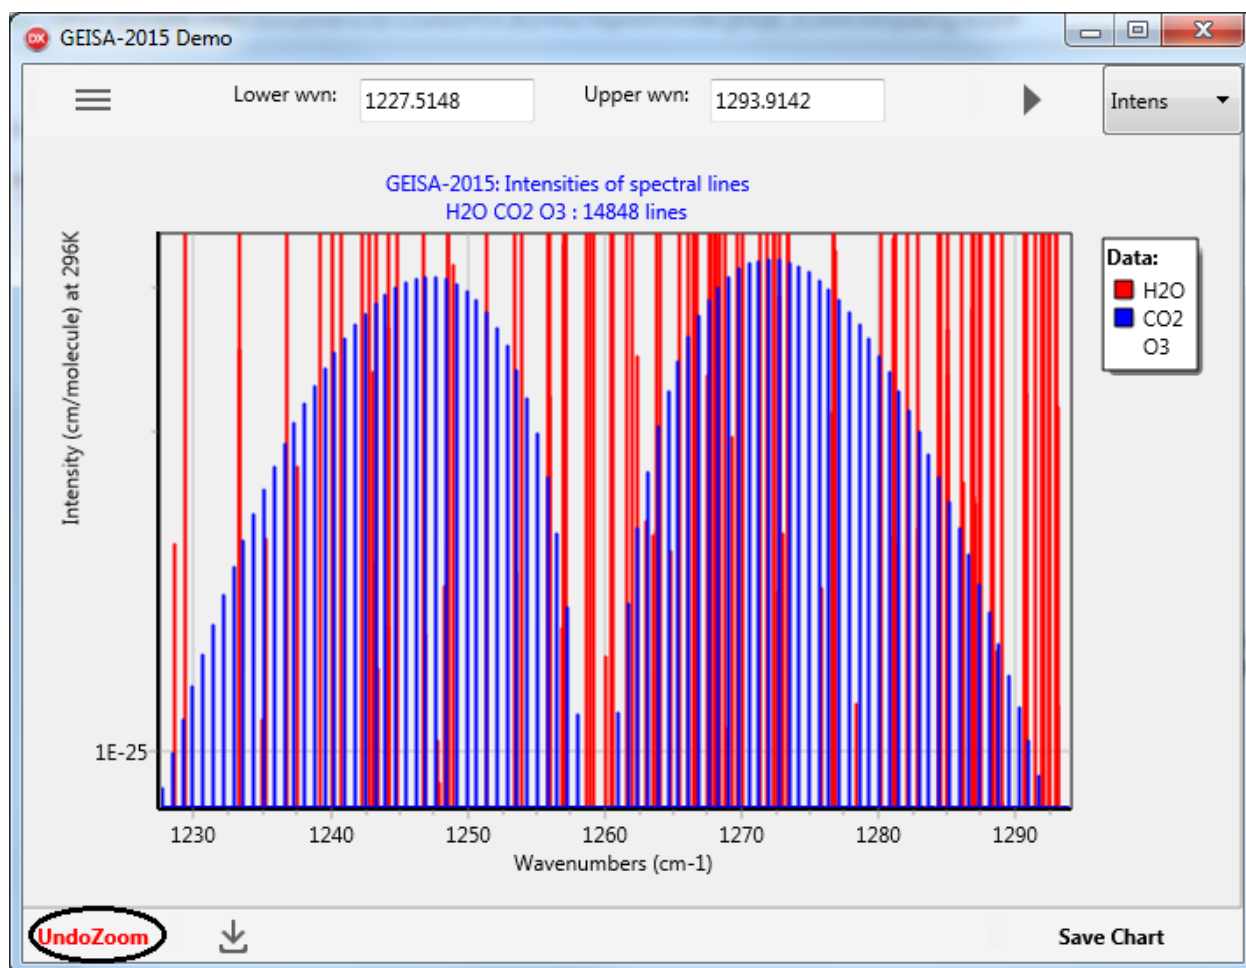 GEISA-2015 Demo
Lower wvn: 1227.5148 Upper wvn: 1293.9142 Intens
GEISA-2015: Intensities of spectral lines
H2O CO2 O3 : 14848 lines
Intensity (cm/molecule) at 296K
Data:
H2O
CO2
O3
1E-25
1230 1240 1250 1260 1270 1280 1290
Wavenumbers (cm-1)
UndoZoom Save Chart